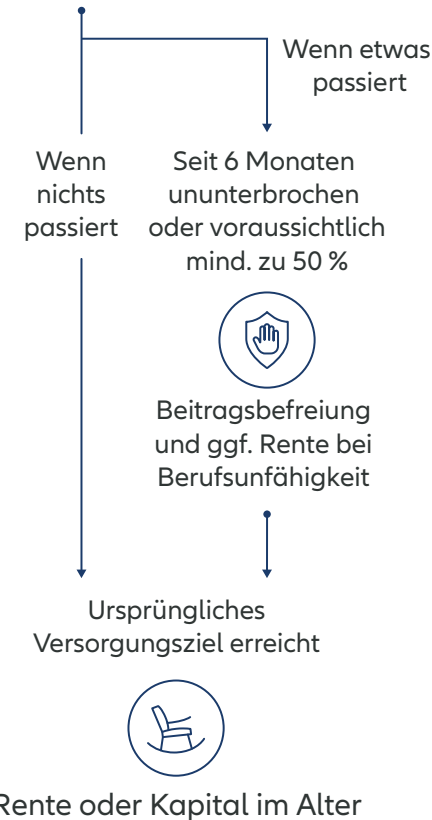 Wenn etwas
passiert
Wenn
nichts
passiert
Seit 6 Monaten
ununterbrochen
oder voraussichtlich
mind. zu 50 %
Beitragsbefreiung
und ggf. Rente bei
Berufsunfähigkeit
Ursprüngliches
Versorgungsziel erreicht
Rente oder Kapital im Alter